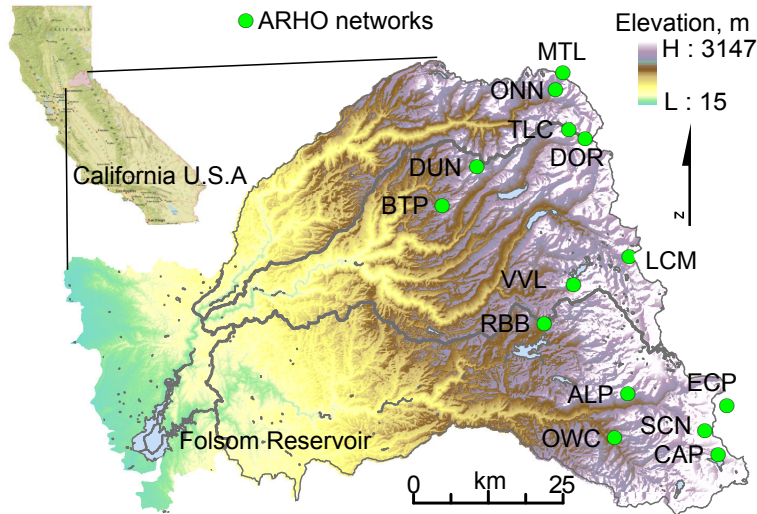 ARHO networks
Elevation, m
H : 3147
L : 15
MTL
ONN
TLC
DOR
DUN
BTP
California U.S.A
N
LCM
VVL
RBB
ALP
ECP
SCN
OWC
CAP
Folsom Reservoir
0 km 25